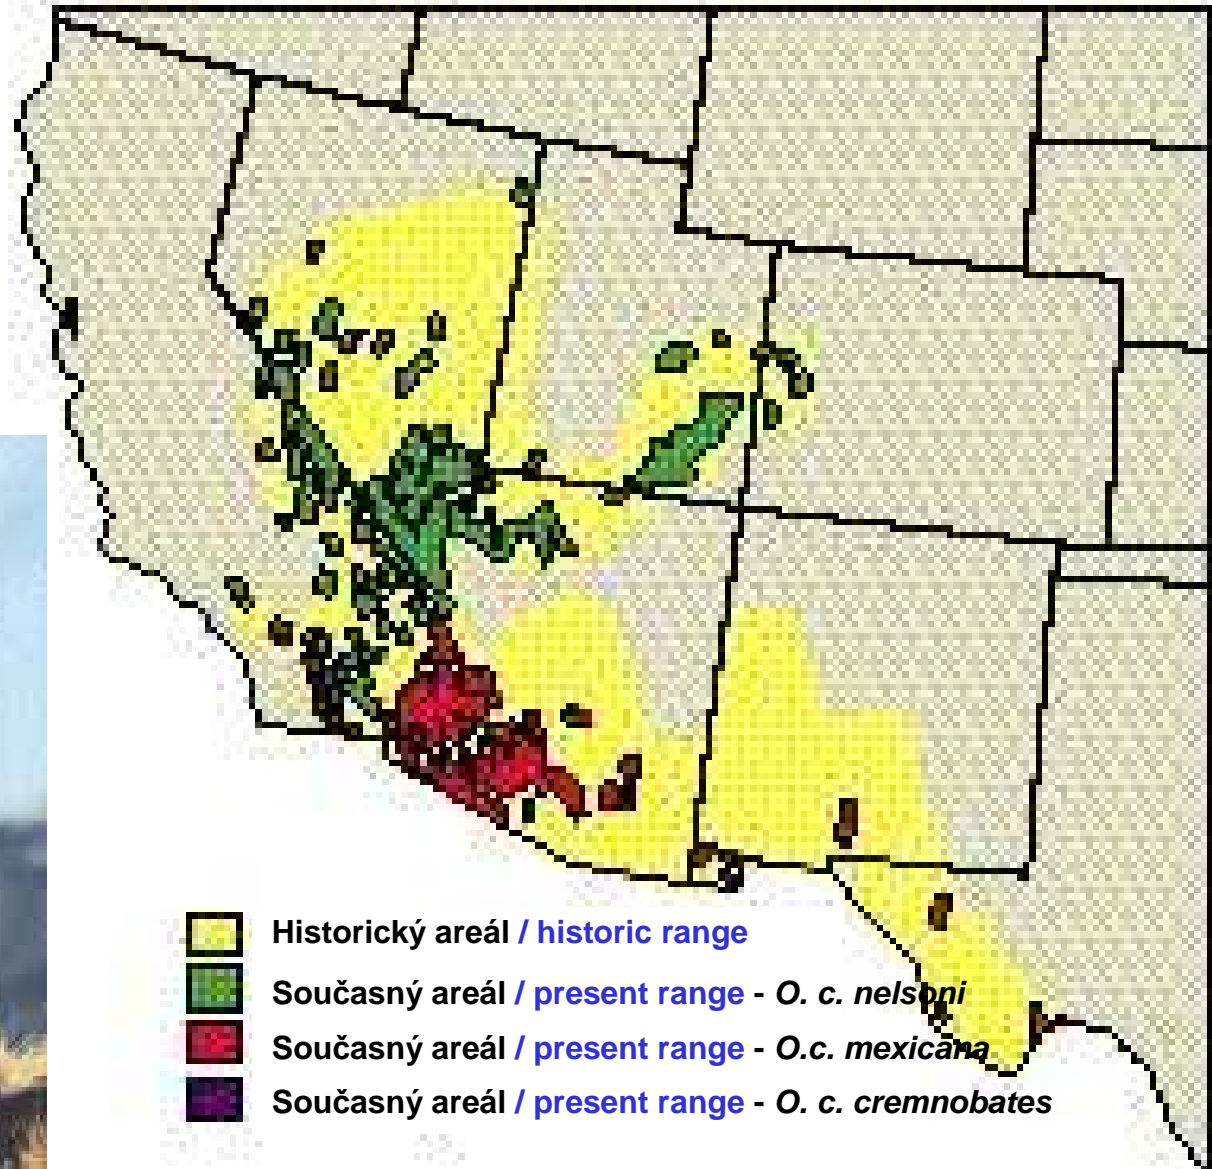 Historický areál / historic range
Současný areál / present range - O. c. nelsoni
Současný areál / present range - O.c. mexicana
Současný areál / present range - O. c. cremnobates